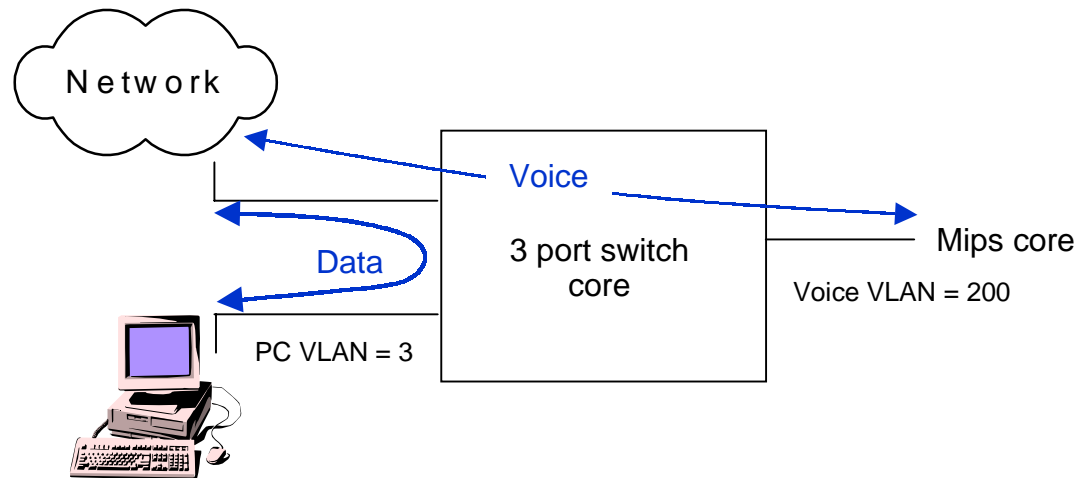 Network
Voice
Data
3 port switch
core
Mips core
Voice VLAN = 200
PC VLAN = 3